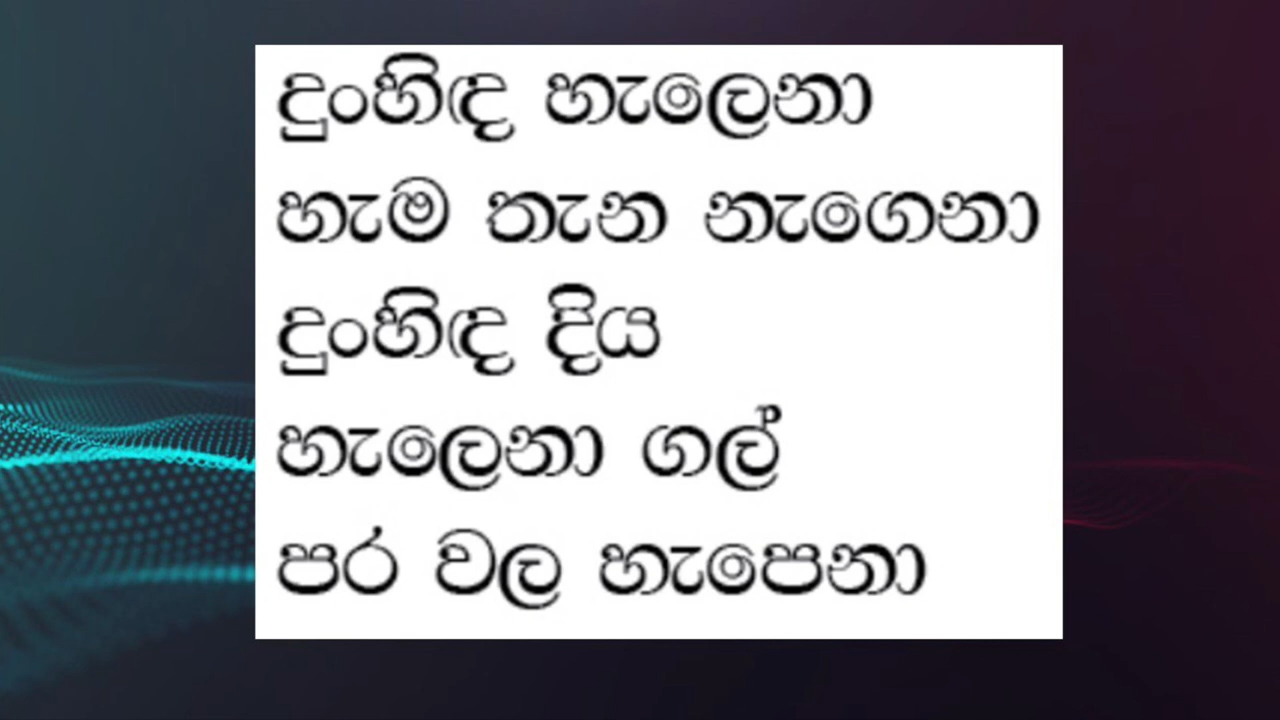 දුංහිඳ හැලෙනා
හැම තැන නැගෙනා
දුංහිඳ දිය
හැලෙනා ගල්
පර වල හැපෙනා